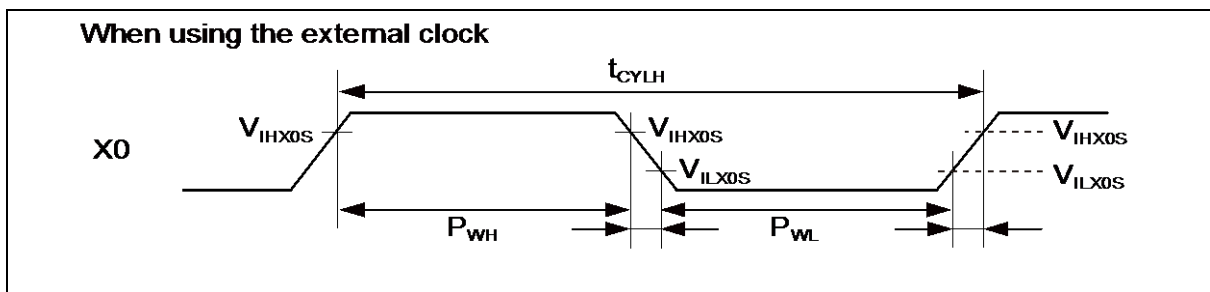 When using the external clock
tCYLH
X0
VIHX0S
VIHX0S
VILX0S
VIHX0S
VILX0S
PWH
PWL